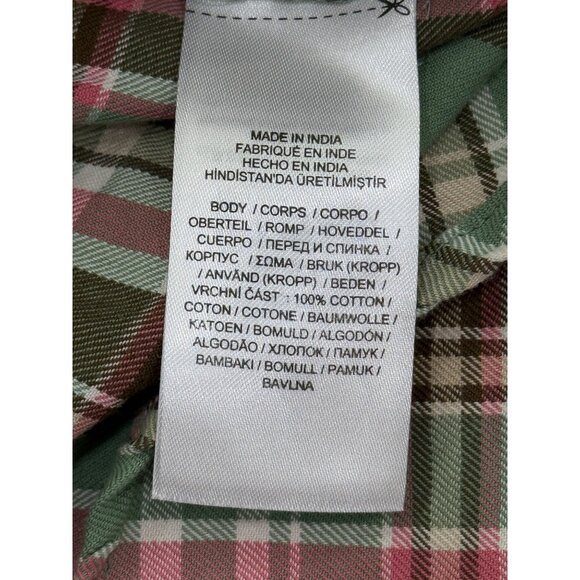 MADE IN INDIA
FABRIQUÉ EN INDE
HECHO EN INDIA
HİNDİSTAN'DA ÜRETİLMİŞTİR
BODY / CORPS / CORPO /
OBERTEIL / ROMP / HOVEDDEL /
CUERPO / ПЕРЕД И СПИНКА /
КОРПУС / ΣΩΜΑ / BRUK (KROPP)
/ ANVÄND (KROPP) / BEDEN /
VRCHNÍ ČÁST : 100% COTTON /
COTON / COTONE / BAUMWOLLE /
KATOEN / BOMULD / ALGODÓN /
ALGODÃO / ХЛОПОК / ПАМУК /
BAMBAKI / BOMULL / PAMUK /
BAVLNA